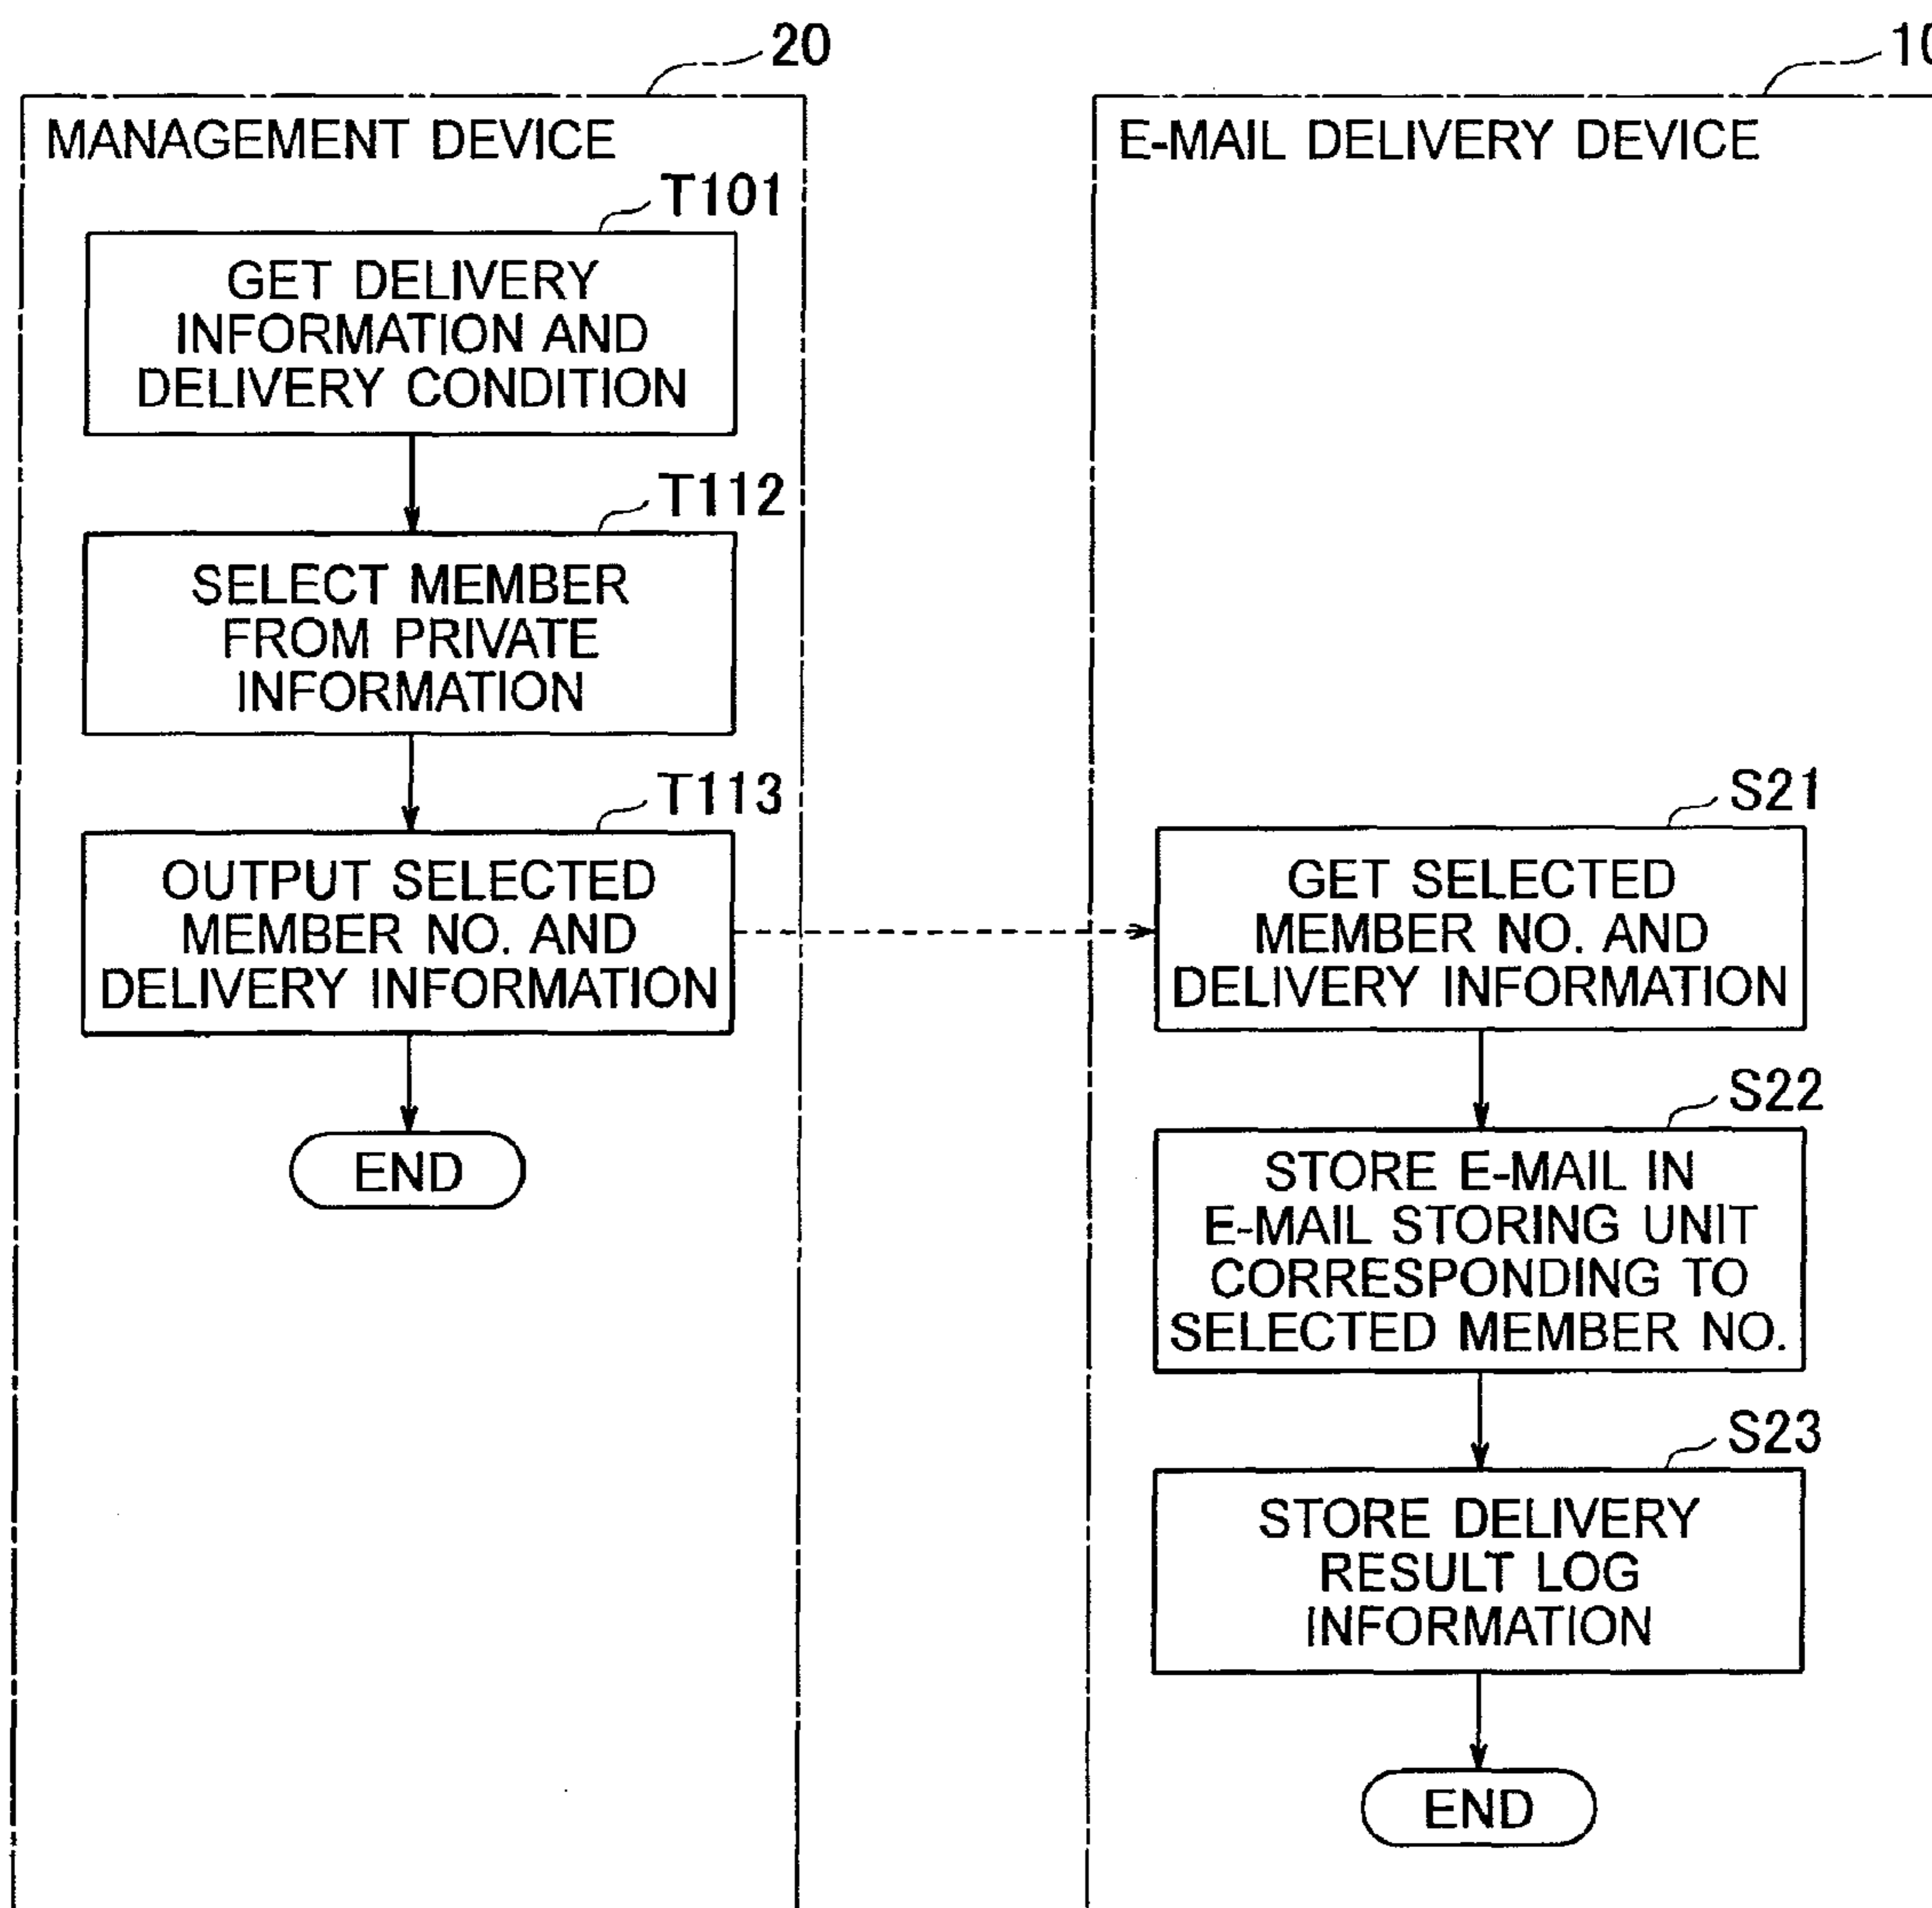 20
MANAGEMENT DEVICE
T101
GET DELIVERY
INFORMATION AND
DELIVERY CONDITION
T112
SELECT MEMBER
FROM PRIVATE
INFORMATION
T113
OUTPUT SELECTED
MEMBER NO. AND
DELIVERY INFORMATION
END
10
E-MAIL DELIVERY DEVICE
S21
GET SELECTED
MEMBER NO. AND
DELIVERY INFORMATION
S22
STORE E-MAIL IN
E-MAIL STORING UNIT
CORRESPONDING TO
SELECTED MEMBER NO.
S23
STORE DELIVERY
RESULT LOG
INFORMATION
END